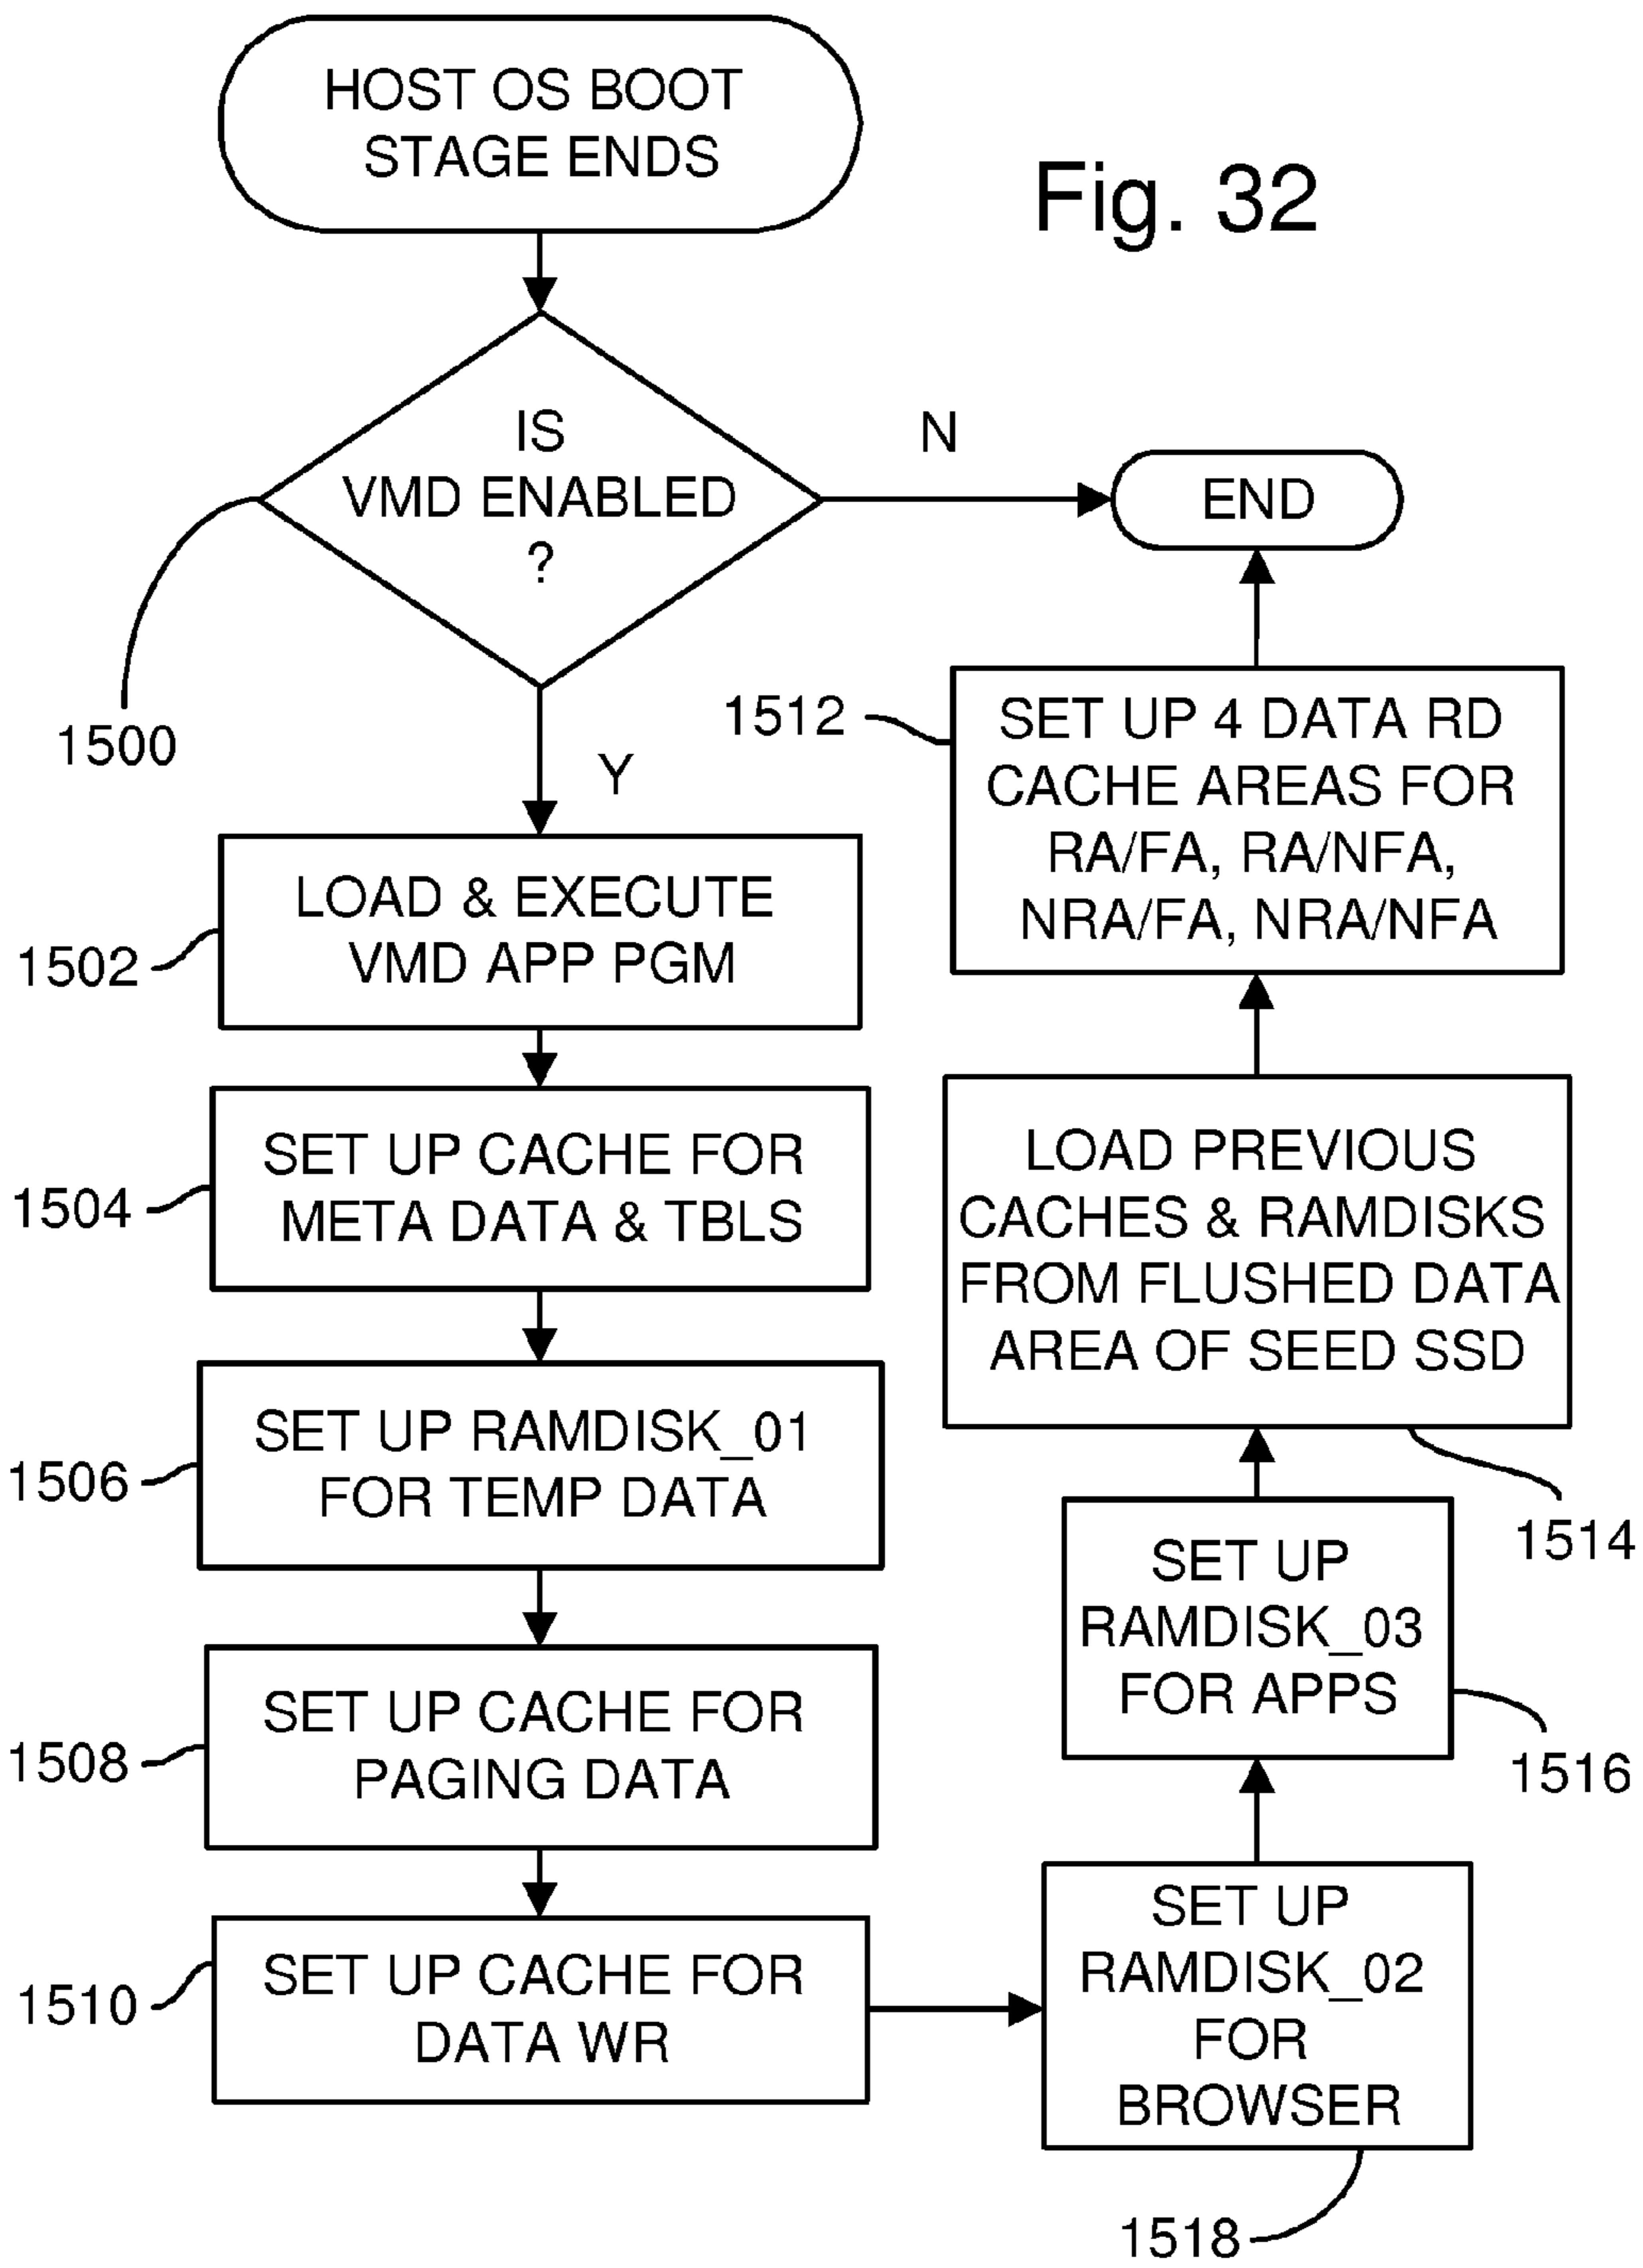 HOST OS BOOT
STAGE ENDS
Fig. 32
IS
VMD ENABLED
?
N
END
1500
Y
1502
LOAD & EXECUTE
VMD APP PGM
1504
SET UP CACHE FOR
META DATA & TBLS
1506
SET UP RAMDISK_01
FOR TEMP DATA
1508
SET UP CACHE FOR
PAGING DATA
1510
SET UP CACHE FOR
DATA WR
SET UP
RAMDISK_02
FOR
BROWSER
1518
SET UP
RAMDISK_03
FOR APPS
1516
LOAD PREVIOUS
CACHES & RAMDISKS
FROM FLUSHED DATA
AREA OF SEED SSD
1514
1512
SET UP 4 DATA RD
CACHE AREAS FOR
RA/FA, RA/NFA,
NRA/FA, NRA/NFA